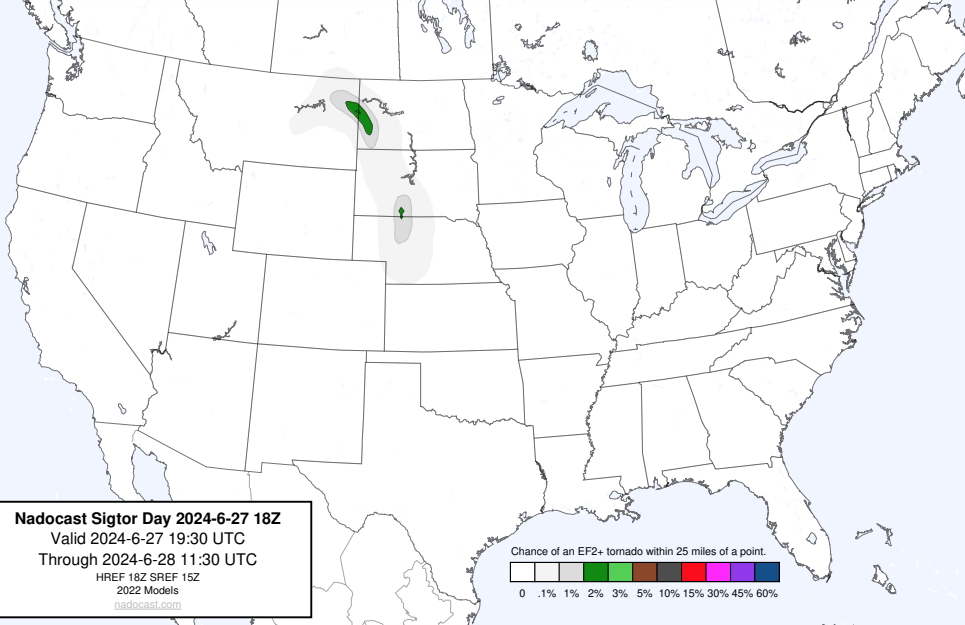 Nadocast Sigtor Day 2024-6-27 18Z
Valid 2024-6-27 19:30 UTC
Through 2024-6-28 11:30 UTC
HREF 18Z SREF 15Z
2022 Models
nadocast.com
Chance of an EF2+ tornado within 25 miles of a point.
0 .1% 1% 2% 3% 5% 10% 15% 30% 45% 60%